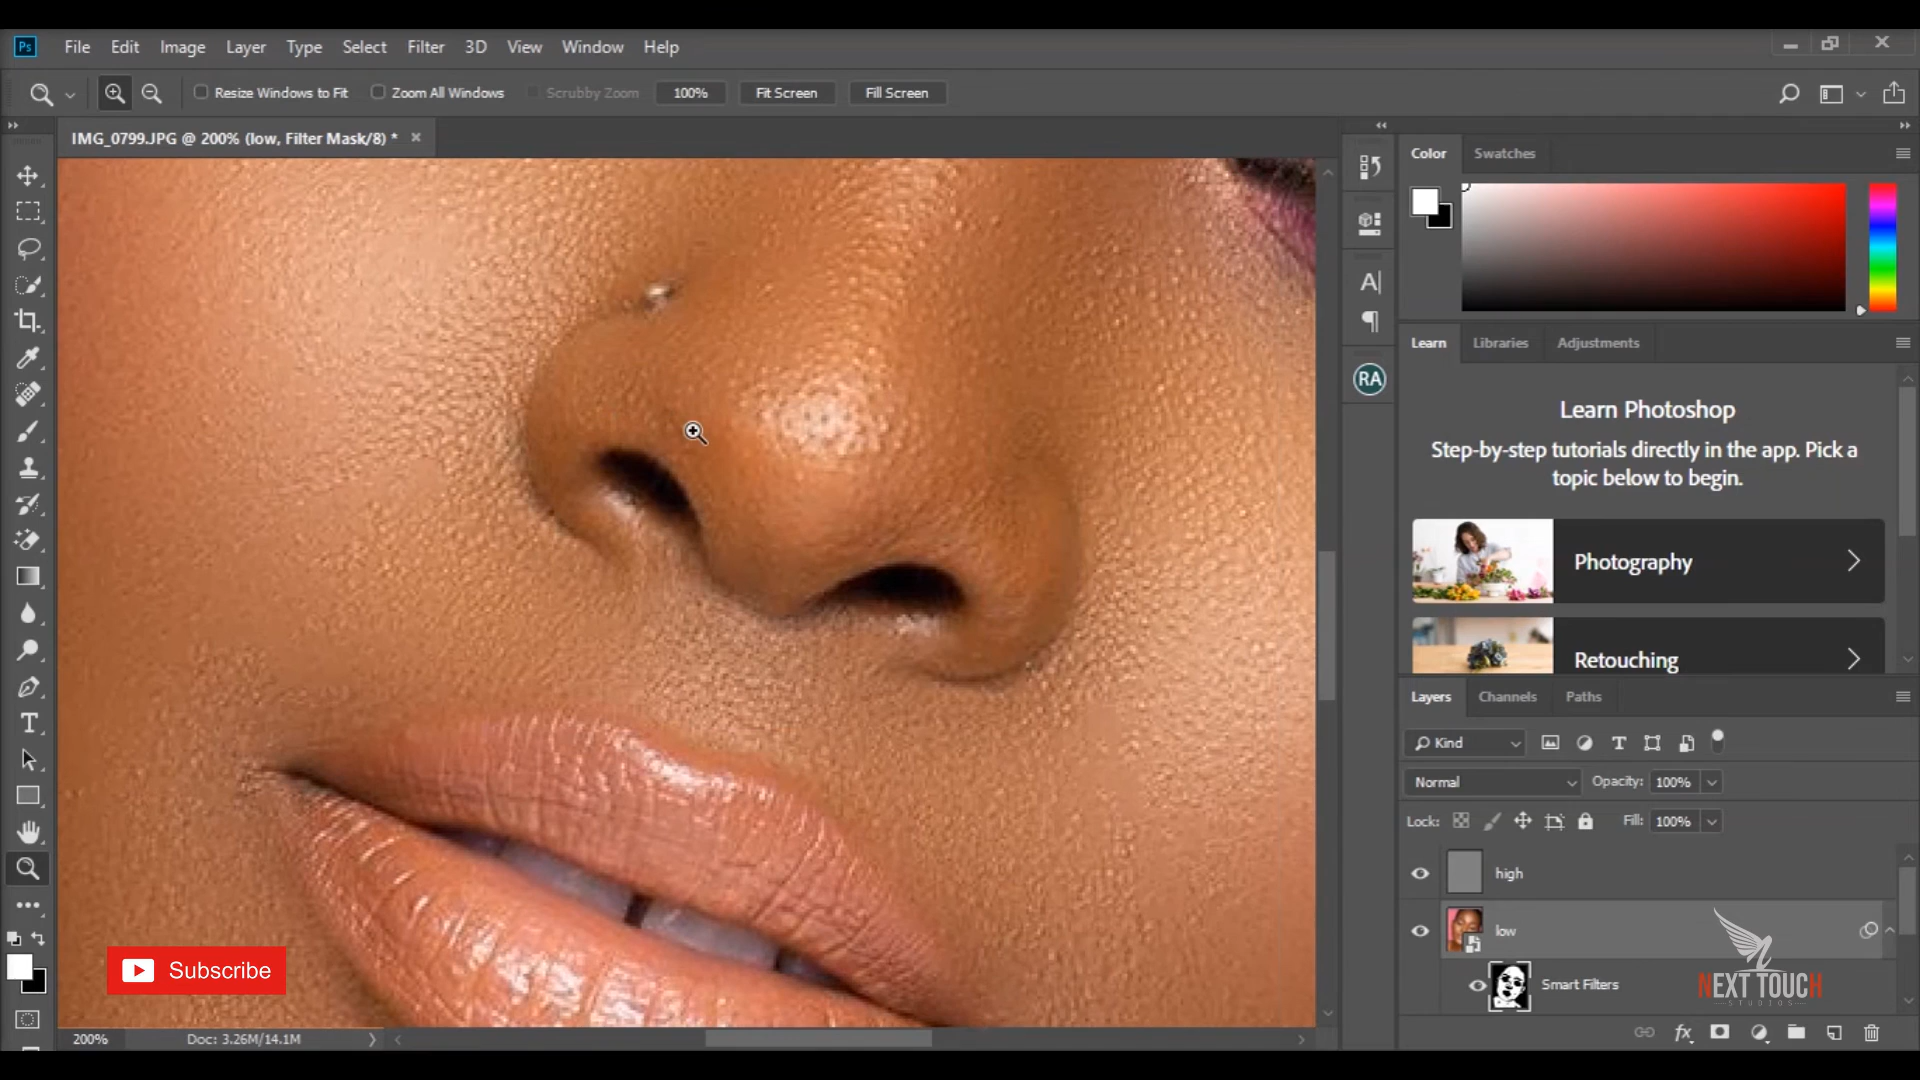 Ps File Edit Image Layer Type Select Filter 3D View Window Help
Resize Windows to Fit Zoom All Windows Scrubby Zoom 100% Fit Screen Fill Screen
IMG_0799.JPG @ 200% (low, Filter Mask/8) *
Color Swatches
Learn Libraries Adjustments
RA
Learn Photoshop
Step-by-step tutorials directly in the app. Pick a
topic below to begin.
Photography
Retouching
Layers Channels Paths
Kind
Normal Opacity: 100%
Lock: Fill: 100%
high
low
Smart Filters
Subscribe
NEXT TOUCH
STUDIOS
200% Doc: 3.26M/14.1M